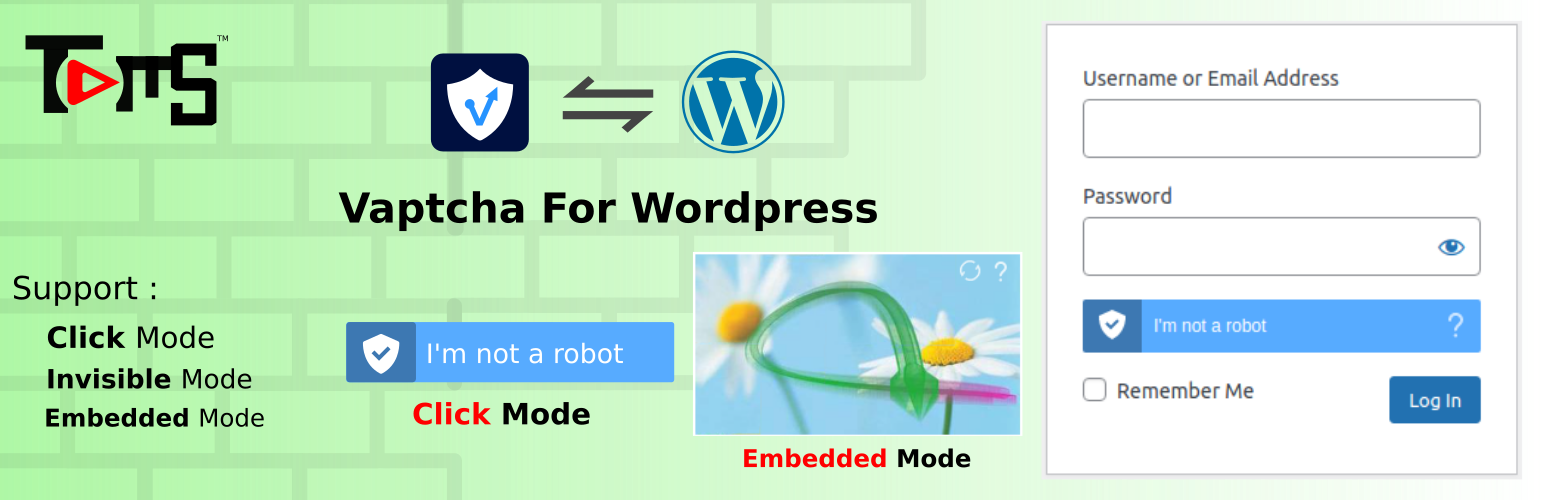 TomS™
Vaptcha For Wordpress
Support :
Click Mode
Invisible Mode
Embedded Mode
I'm not a robot
Click Mode
?
Embedded Mode
Username or Email Address
Password
I'm not a robot ?
Remember Me
Log In